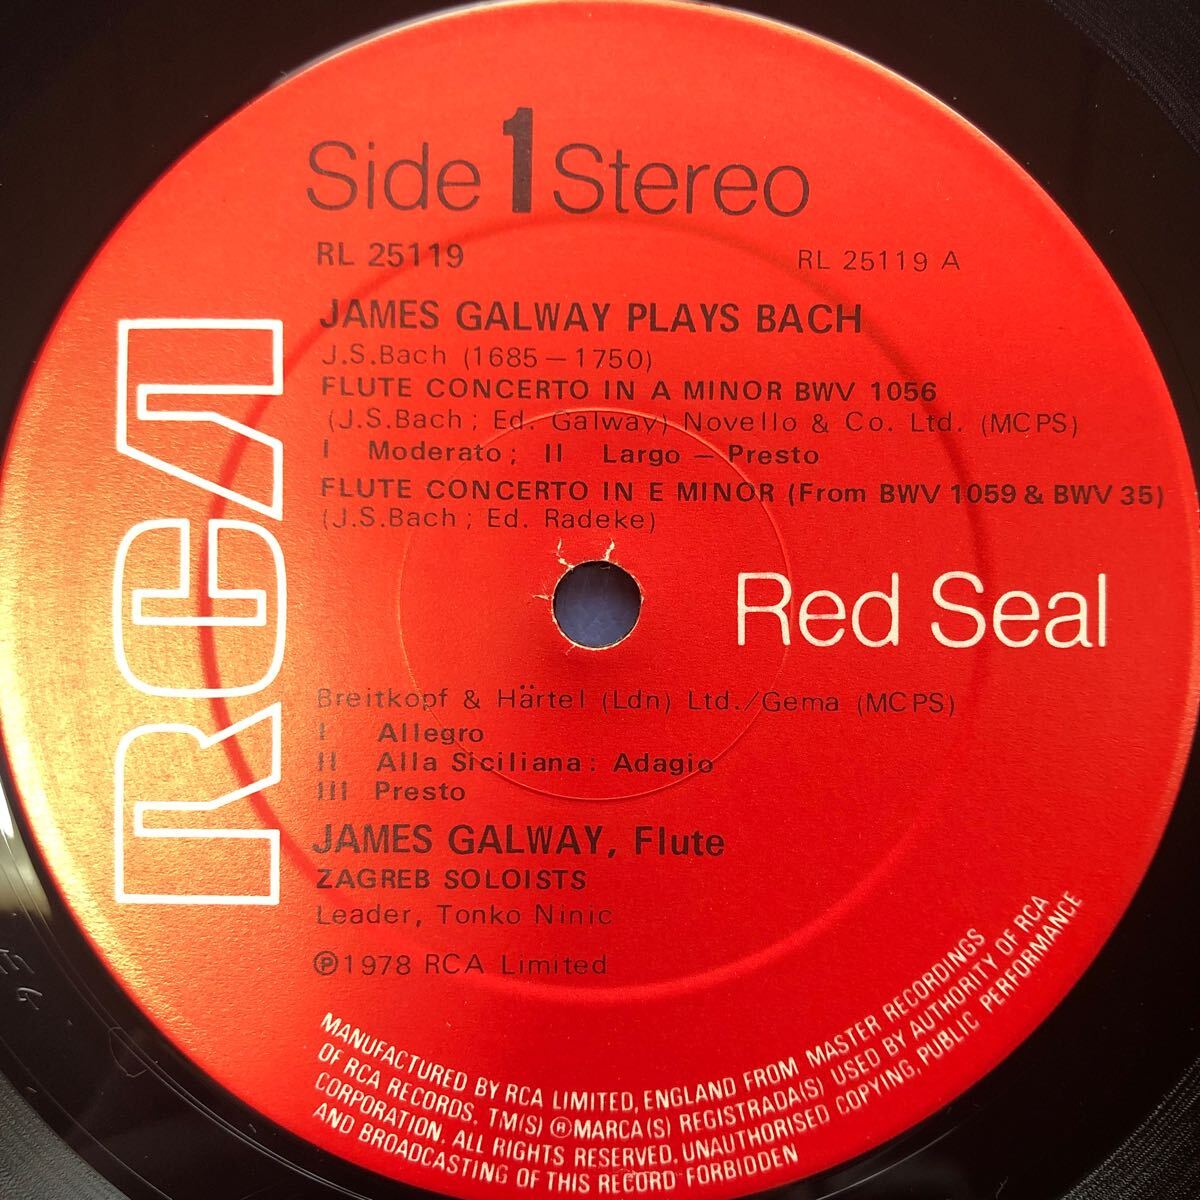 Side 1 Stereo
RL 25119 RL 25119 A
JAMES GALWAY PLAYS BACH
J.S.Bach (1685–1750)
FLUTE CONCERTO IN A MINOR BWV 1056
(J.S.Bach; Ed. Galway) Novello & Co. Ltd. (MCPS)
I Moderato; II Largo – Presto
FLUTE CONCERTO IN E MINOR (From BWV 1059 & BWV 35)
(J.S.Bach; Ed. Radeke)
RCA
Red Seal
Breitkopf & Härtel (Ldn) Ltd./Gema (MCPS)
I Allegro
II Alla Siciliana: Adagio
III Presto
JAMES GALWAY, Flute
ZAGREB SOLOISTS
Leader, Tonko Ninic
℗1978 RCA Limited
MANUFACTURED BY RCA LIMITED, ENGLAND FROM MASTER RECORDINGS
OF RCA RECORDS. TM(S) ® MARCA(S) REGISTRADA(S) USED BY AUTHORITY OF RCA
CORPORATION. ALL RIGHTS RESERVED. UNAUTHORISED COPYING, PUBLIC PERFORMANCE
AND BROADCASTING OF THIS RECORD FORBIDDEN